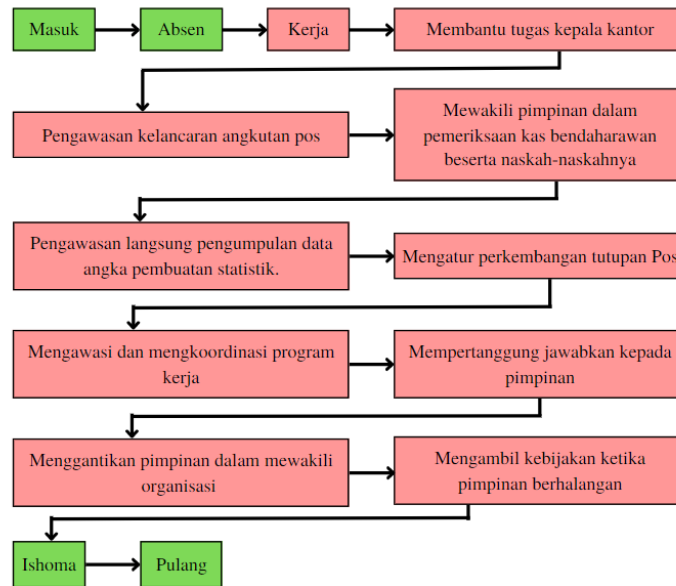 Masuk
Absen
Kerja
Membantu tugas kepala kantor
Pengawasan kelancaran angkutan pos
Mewakili pimpinan dalam
pemeriksaan kas bendaharawan
beserta naskah-naskahnya
Pengawasan langsung pengumpulan data
angka pembuatan statistik.
Mengatur perkembangan tutupan Pos
Mengawasi dan mengkoordinasi program
kerja
Mempertanggung jawabkan kepada
pimpinan
Menggantikan pimpinan dalam mewakili
organisasi
Mengambil kebijakan ketika
pimpinan berhalangan
Ishoma
Pulang